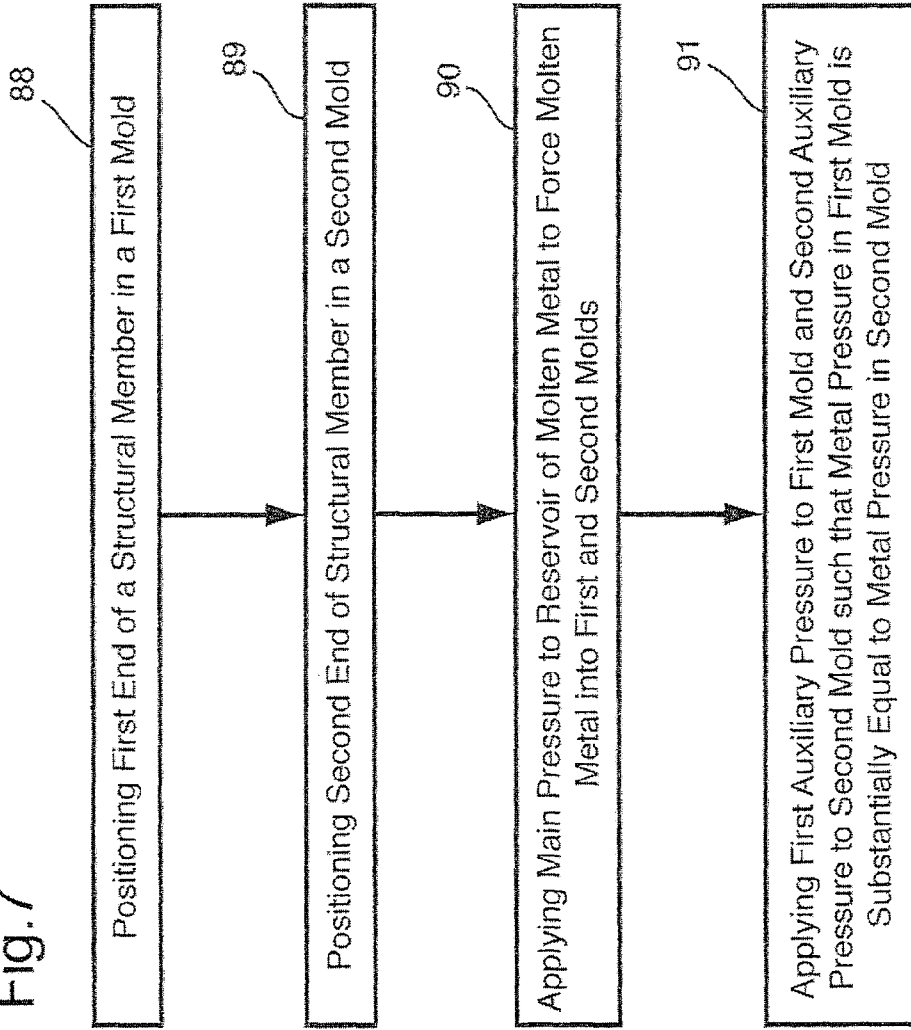 Fig.7
88
Positioning First End of a Structural Member in a First Mold
89
Positioning Second End of Structural Member in a Second Mold
90
Applying Main Pressure to Reservoir of Molten Metal to Force Molten
Metal into First and Second Molds
91
Applying First Auxiliary Pressure to First Mold and Second Auxiliary
Pressure to Second Mold such that Metal Pressure in First Mold is
Substantially Equal to Metal Pressure in Second Mold